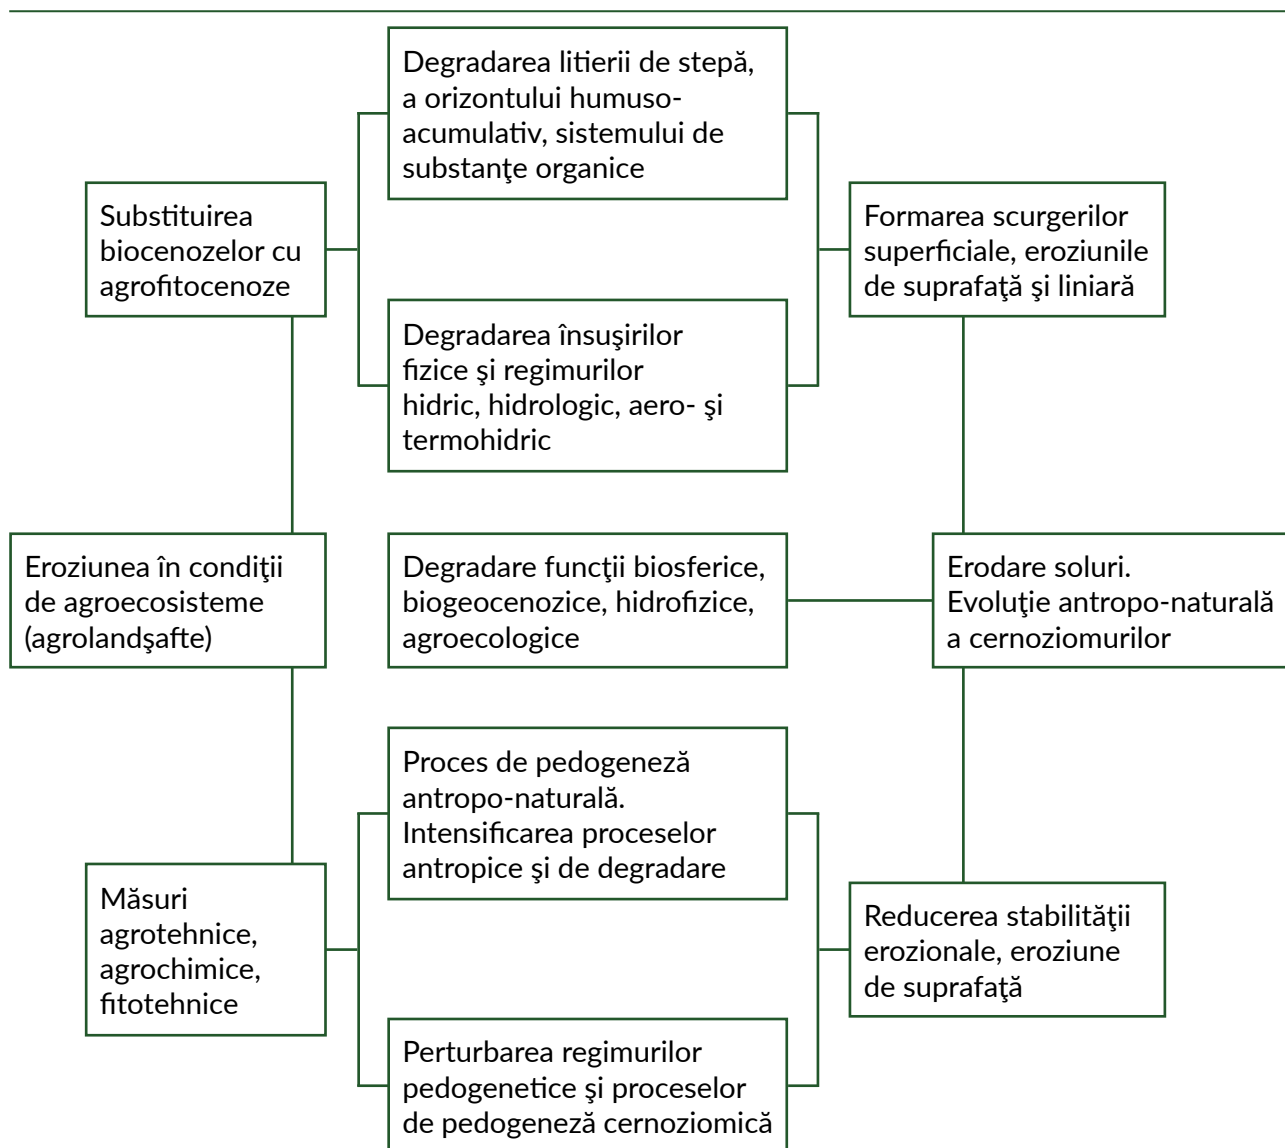 Degradarea litierii de stepă,
a orizontului humuso-
acumulativ, sistemului de
substanţe organice
Substituirea
biocenozelor cu
agrofitocenoze
Formarea scurgerilor
superficiale, eroziunile
de suprafaţă şi liniară
Degradarea însuşirilor
fizice şi regimurilor
hidric, hidrologic, aero- şi
termohidric
Eroziunea în condiţii
de agroecosisteme
(agrolandşafte)
Degradare funcţii biosferice,
biogeocenozice, hidrofizice,
agroecologice
Erodare soluri.
Evoluţie antropo-naturală
a cernoziomurilor
Proces de pedogeneză
antropo-naturală.
Intensificarea proceselor
antropice şi de degradare
Măsuri
agrotehnice,
agrochimice,
fitotehnice
Reducerea stabilităţii
erozionale, eroziune
de suprafaţă
Perturbarea regimurilor
pedogenetice şi proceselor
de pedogeneză cernoziomică